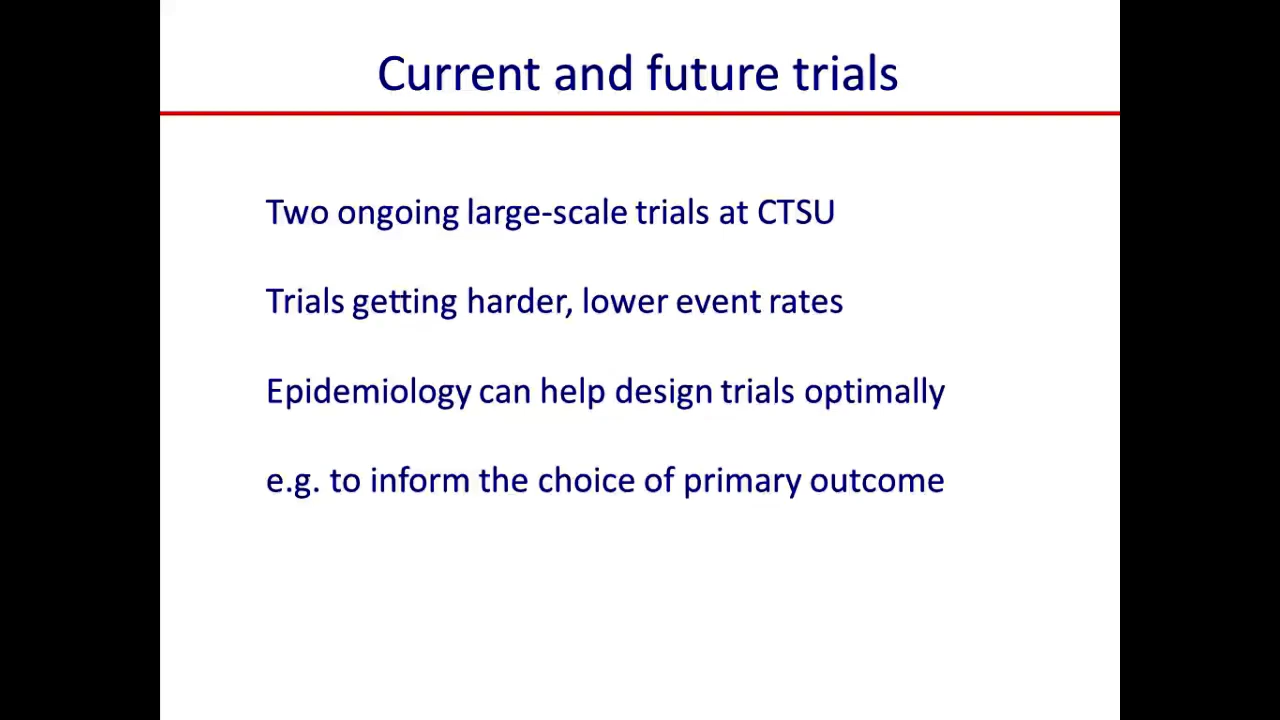 Current and future trials
Two ongoing large-scale trials at CTSU
Trials getting harder, lower event rates
Epidemiology can help design trials optimally
e.g. to inform the choice of primary outcome